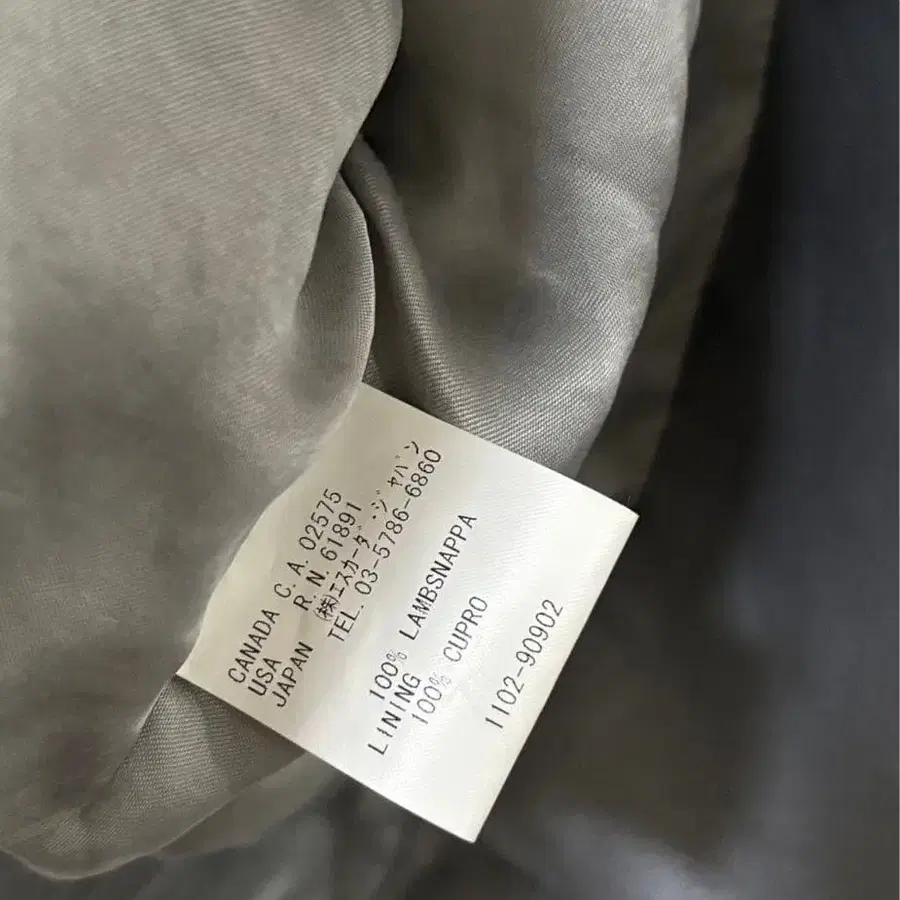 CANADA C. A. 02575
USA R. N. 61891
JAPAN ㈱エスカーダ・ジャパン
TEL. 03-5786-6860
100% LAMBSNAPPA
LINING
100% CUPRO
1102-90902